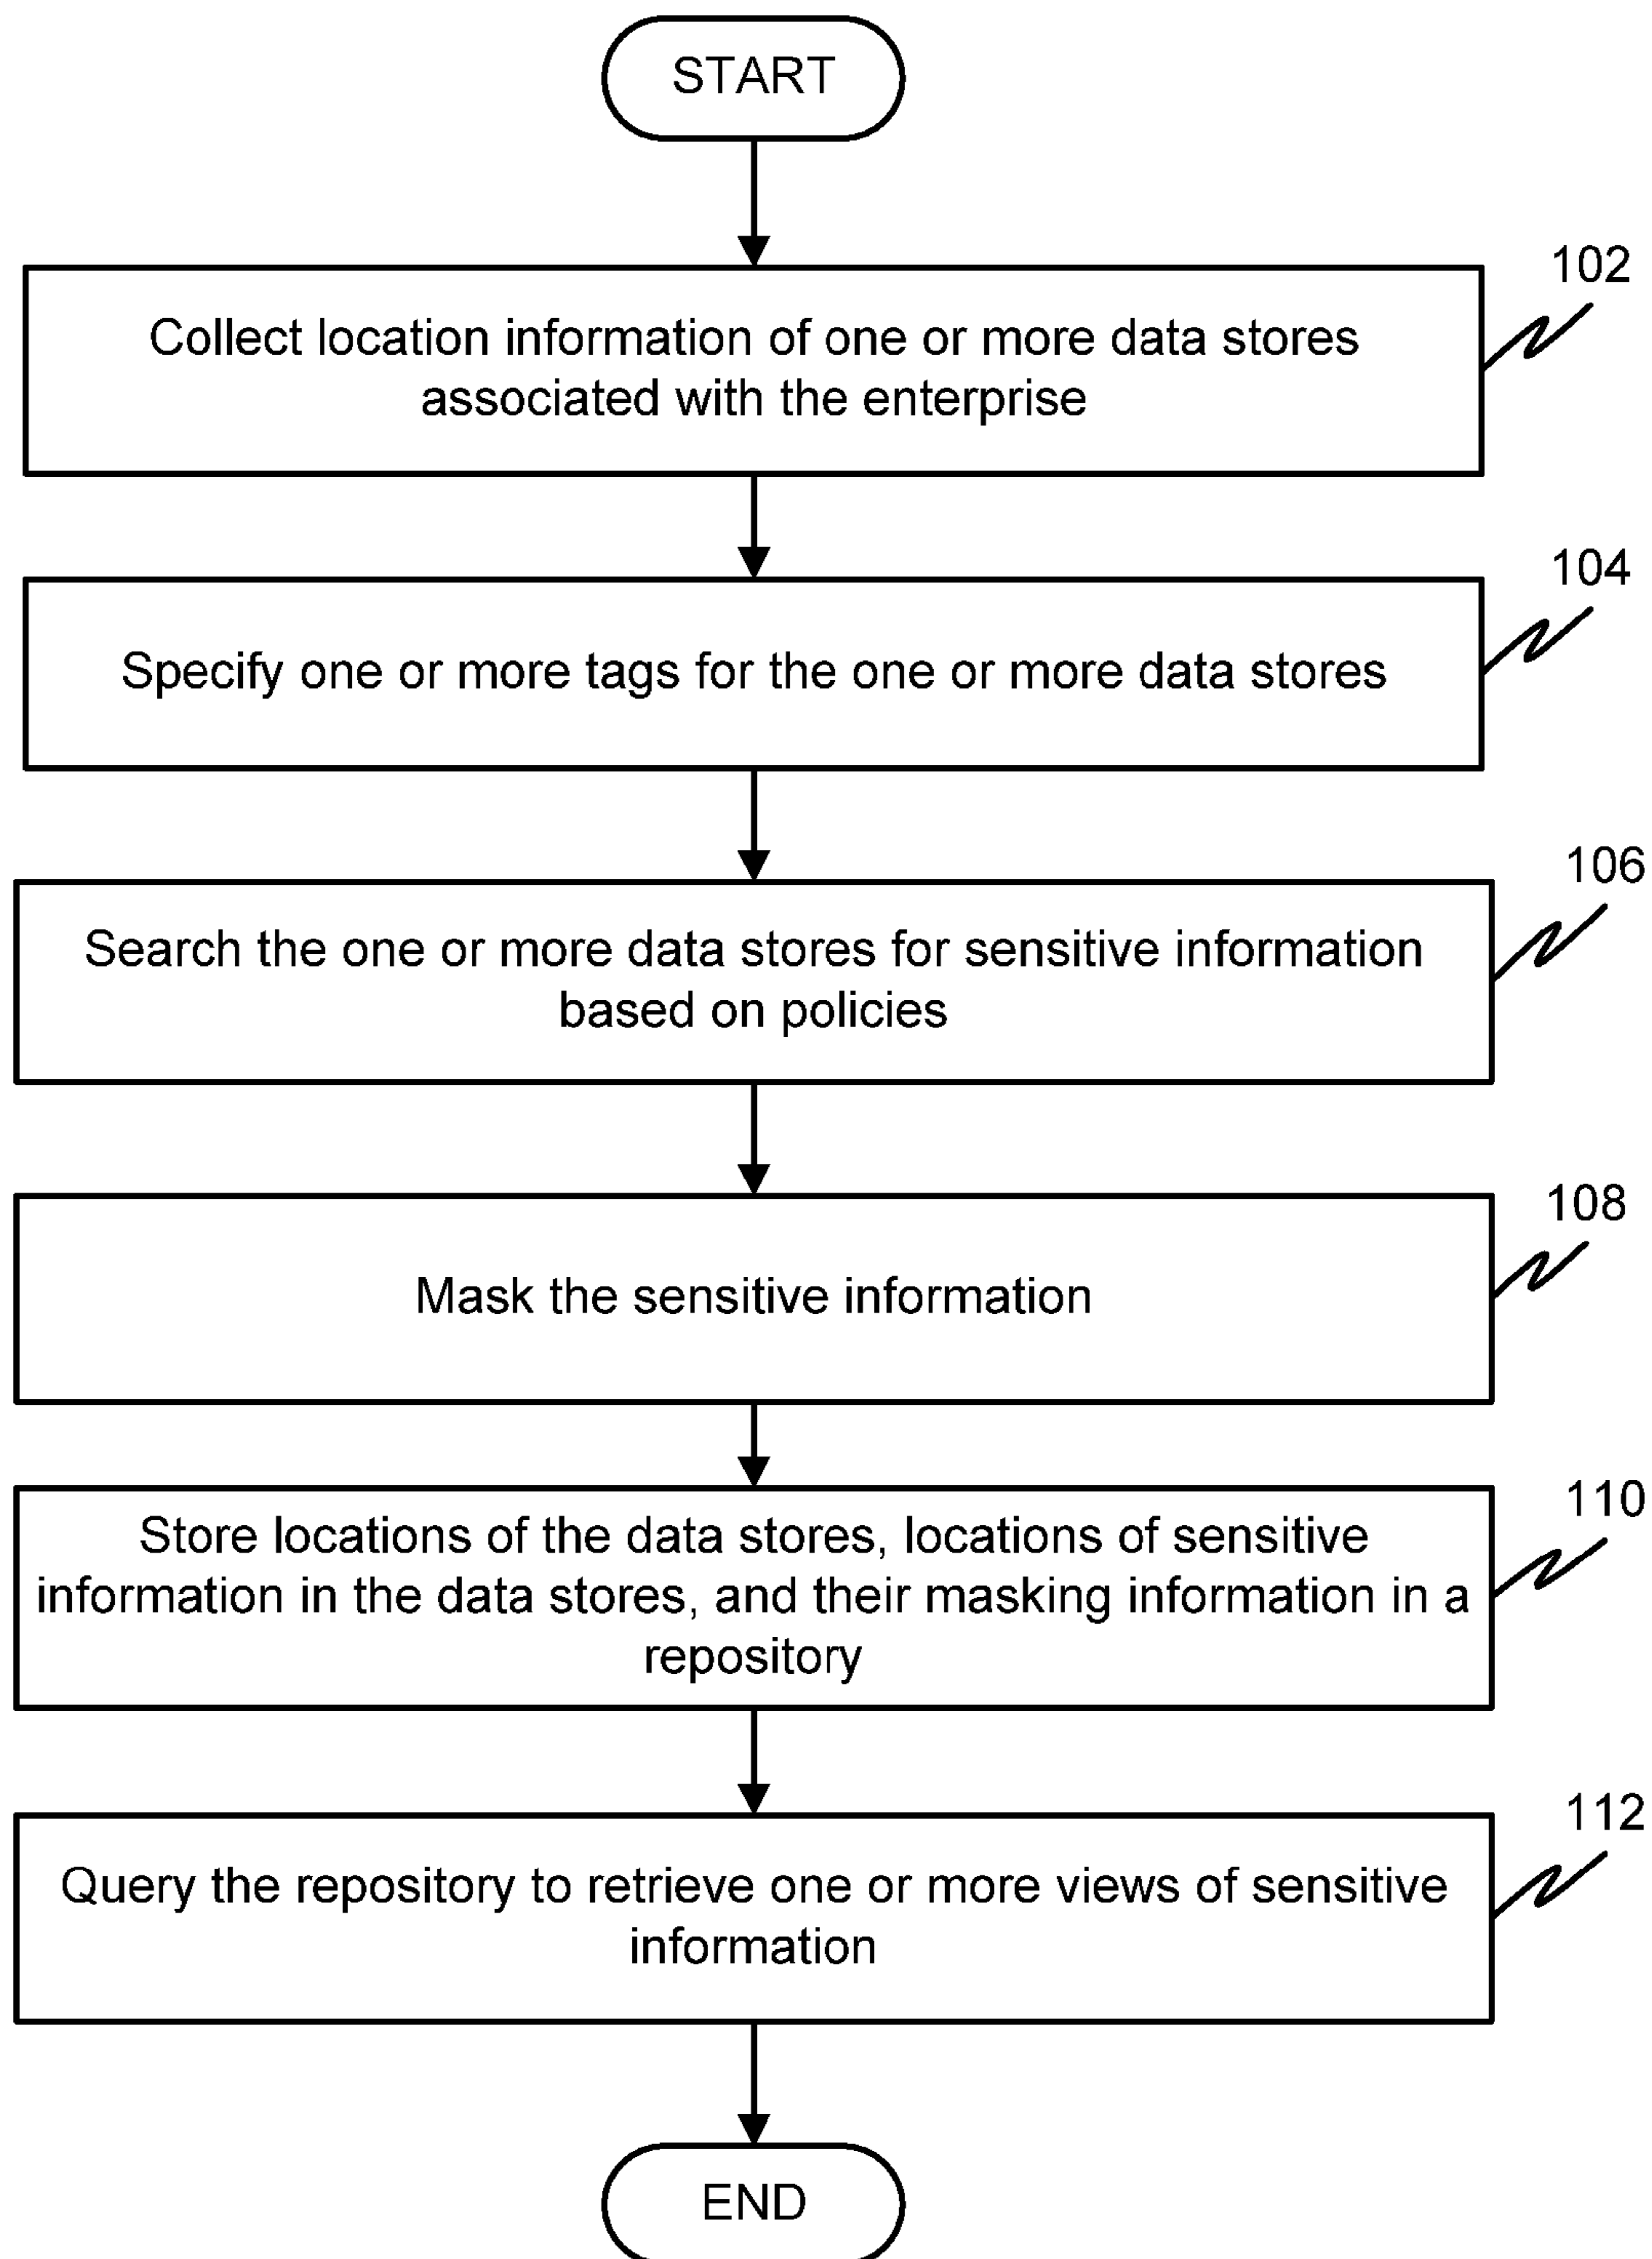 START
102
Collect location information of one or more data stores
associated with the enterprise
104
Specify one or more tags for the one or more data stores
106
Search the one or more data stores for sensitive information
based on policies
108
Mask the sensitive information
110
Store locations of the data stores, locations of sensitive
information in the data stores, and their masking information in a
repository
112
Query the repository to retrieve one or more views of sensitive
information
END